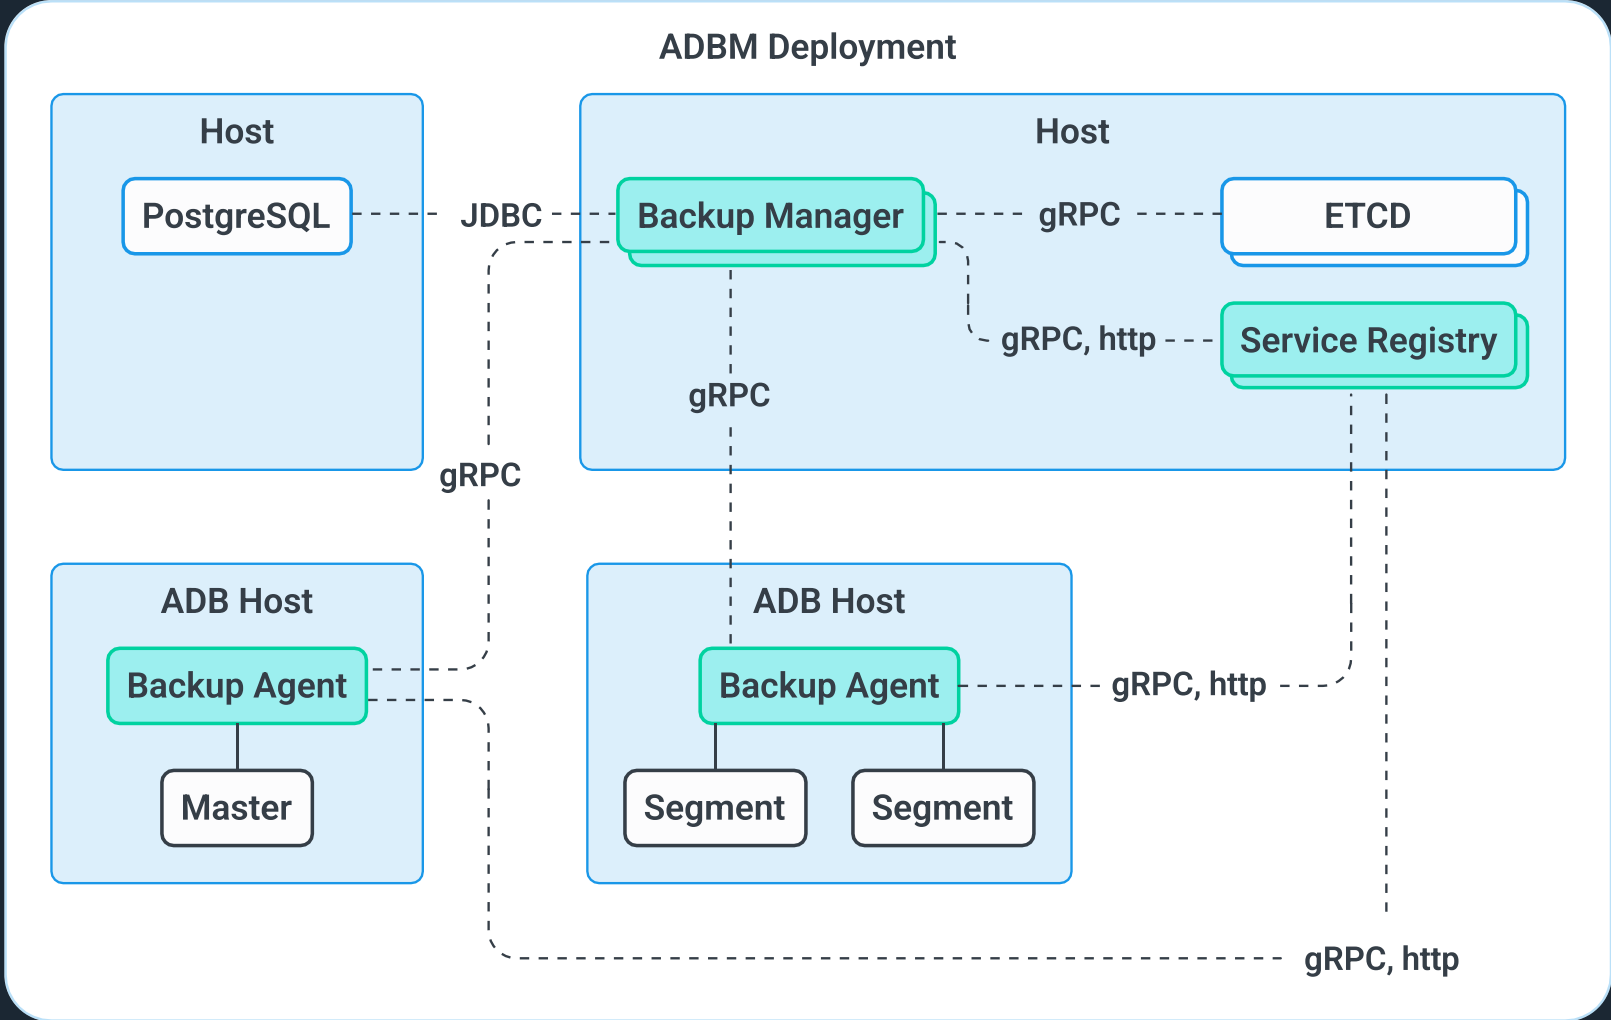 ADBM Deployment
Host
PostgreSQL
JDBC
Host
Backup Manager
gRPC
ETCD
gRPC, http
Service Registry
gRPC
gRPC
ADB Host
Backup Agent
Master
ADB Host
Backup Agent
gRPC, http
Segment
Segment
gRPC, http